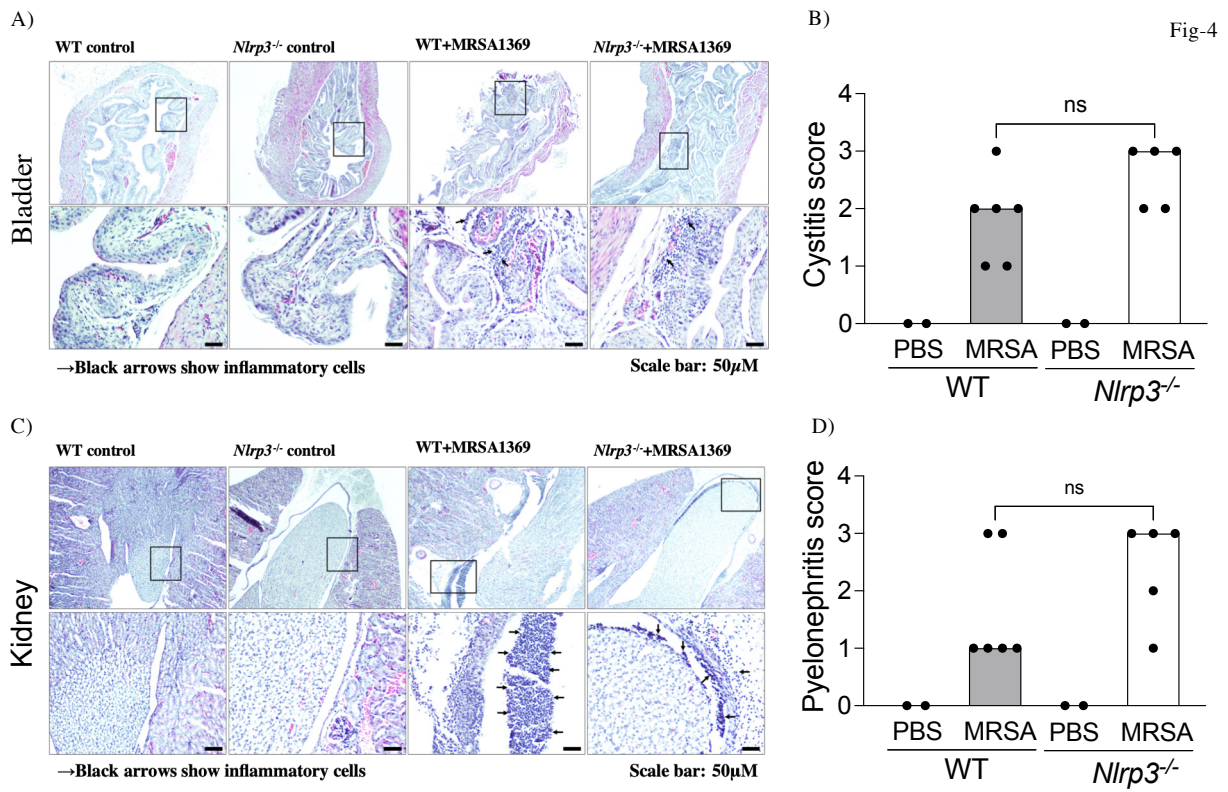 A)
WT control
Nlrp3-/- control
WT+MRSA1369
Nlrp3-/-+MRSA1369
Bladder
→Black arrows show inflammatory cells
Scale bar: 50µM
B)
Fig-4
Cystitis score
4
3
2
1
0
ns
PBS MRSA PBS MRSA
WT Nlrp3-/-
C)
WT control
Nlrp3-/- control
WT+MRSA1369
Nlrp3-/-+MRSA1369
Kidney
→Black arrows show inflammatory cells
Scale bar: 50µM
D)
Pyelonephritis score
4
3
2
1
0
ns
PBS MRSA PBS MRSA
WT Nlrp3-/-